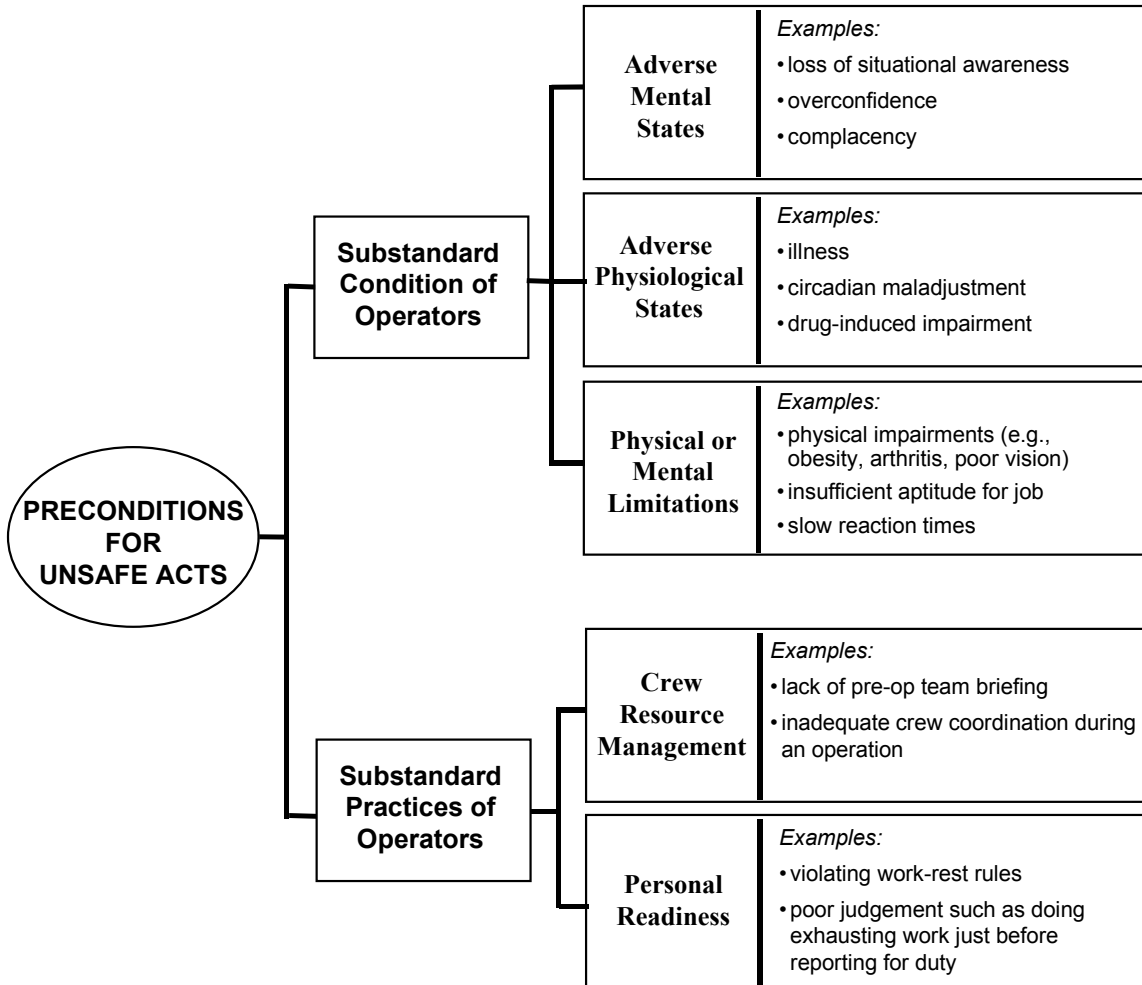 PRECONDITIONS
FOR
UNSAFE ACTS
Substandard
Condition of
Operators
Adverse
Mental
States
Examples:
• loss of situational awareness
• overconfidence
• complacency
Adverse
Physiological
States
Examples:
• illness
• circadian maladjustment
• drug-induced impairment
Physical or
Mental
Limitations
Examples:
• physical impairments (e.g.,
obesity, arthritis, poor vision)
• insufficient aptitude for job
• slow reaction times
Substandard
Practices of
Operators
Crew
Resource
Management
Examples:
• lack of pre-op team briefing
• inadequate crew coordination during
an operation
Personal
Readiness
Examples:
• violating work-rest rules
• poor judgement such as doing
exhausting work just before
reporting for duty